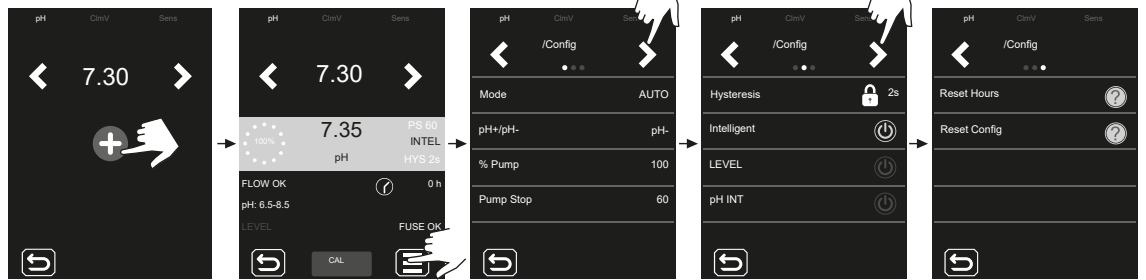 pH ClmV Sens
7.30
pH ClmV Sens
7.30
100% 7.35 PS 60
INTEL
pH HYS 2s
FLOW OK 0 h
pH: 6.5-8.5
LEVEL FUSE OK
CAL
pH ClmV Sens
/Config
Mode AUTO
pH+/pH- pH-
% Pump 100
Pump Stop 60
pH ClmV Sens
/Config
Hysteresis 2s
Intelligent
LEVEL
pH INT
pH ClmV Sens
/Config
Reset Hours ?
Reset Config ?